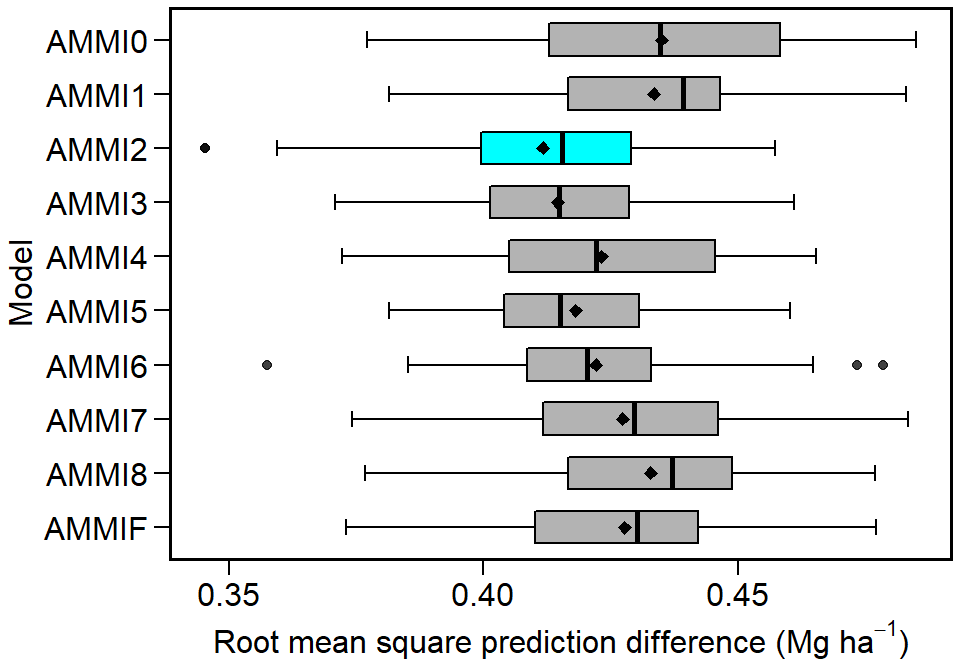 AMMI0
AMMI1
AMMI2
AMMI3
AMMI4
AMMI5
AMMI6
AMMI7
AMMI8
AMMIF
Model
0.35 0.40 0.45
Root mean square prediction difference (Mg ha⁻¹)